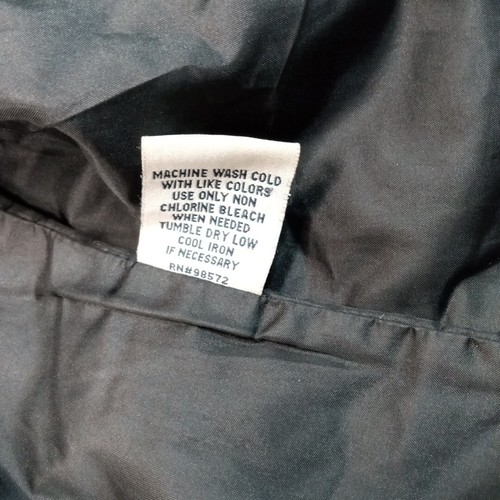 MACHINE WASH COLD
WITH LIKE COLORS
USE ONLY NON
CHLORINE BLEACH
WHEN NEEDED
TUMBLE DRY LOW
COOL IRON
IF NECESSARY
RN#98572